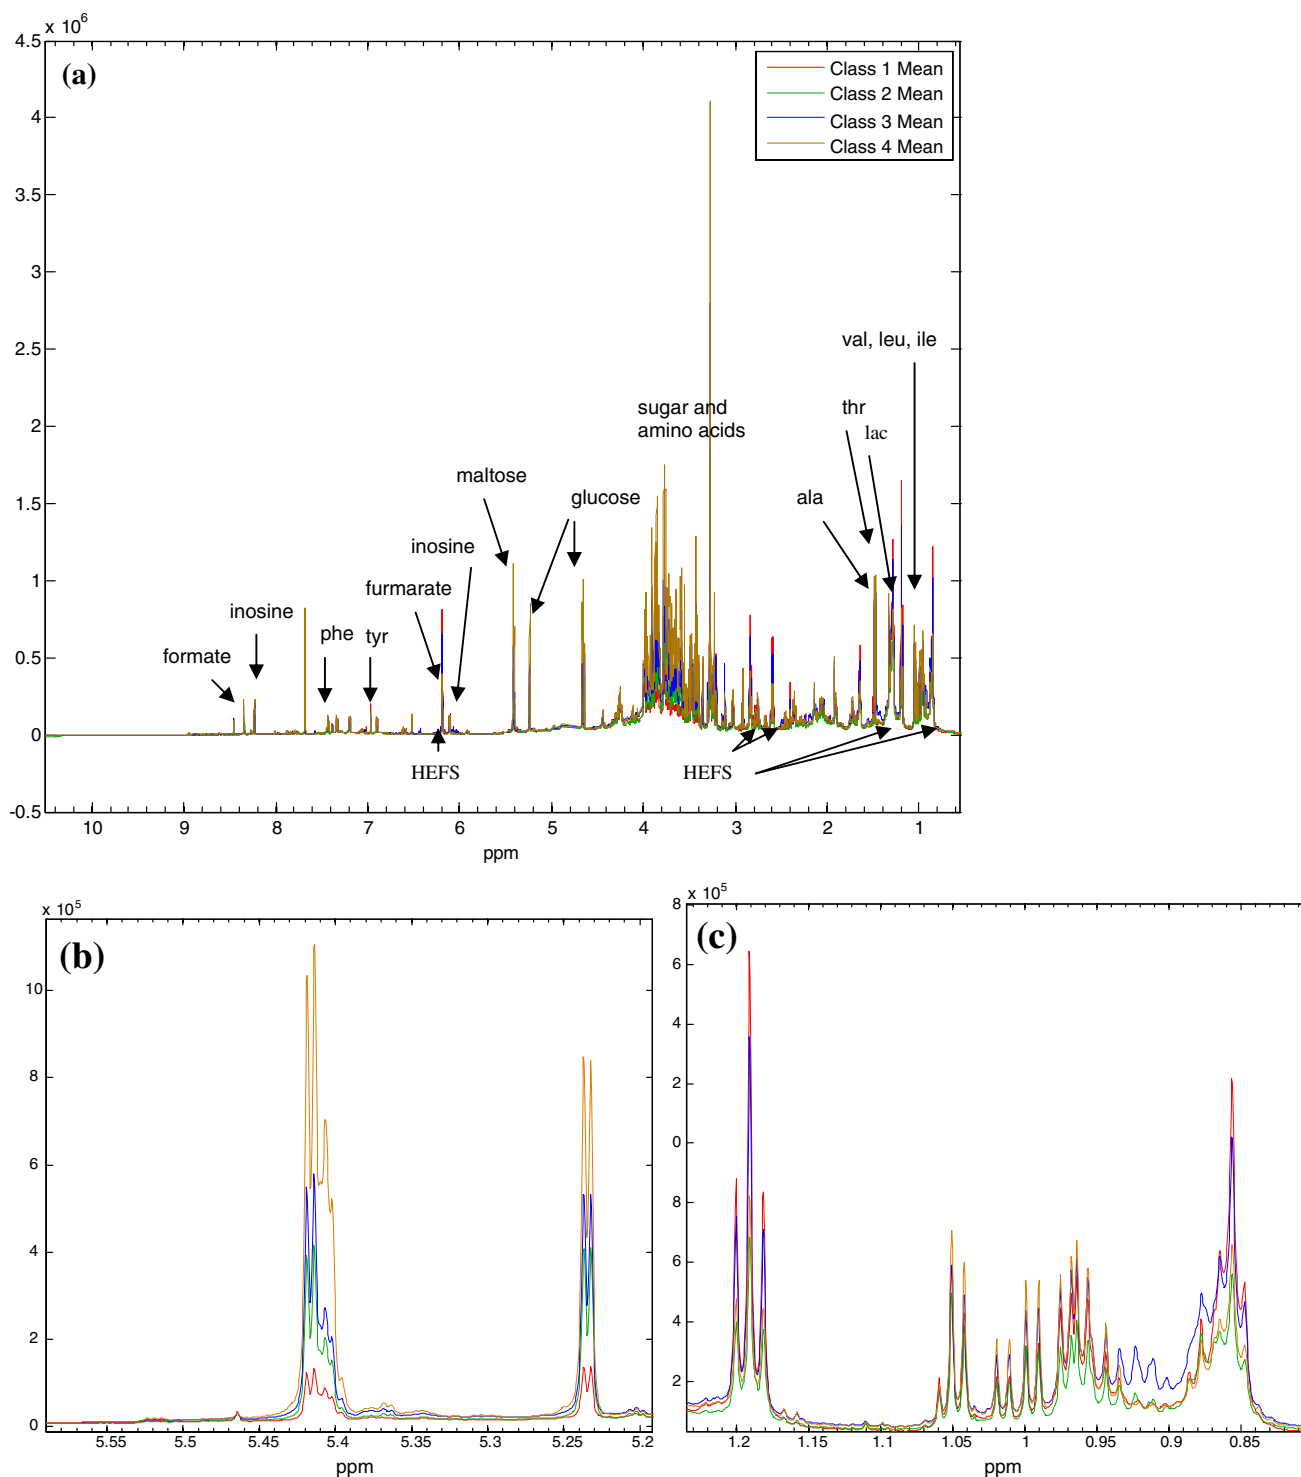 x 10^6
4.5
(a)
Class 1 Mean
Class 2 Mean
Class 3 Mean
Class 4 Mean
4
3.5
3
2.5
val, leu, ile
2
sugar and
amino acids
thr
lac
maltose
glucose
ala
1.5
inosine
1
furmarate
inosine
phe
tyr
formate
0.5
0
HEFS
HEFS
-0.5
10 9 8 7 6 5 4 3 2 1
ppm
x 10^5
(b)
10
8
6
4
2
0
5.55 5.5 5.45 5.4 5.35 5.3 5.25 5.2
ppm
x 10^5
(c)
8
6
4
2
0
8
6
4
2
1.2 1.15 1.1 1.05 1 0.95 0.9 0.85
ppm